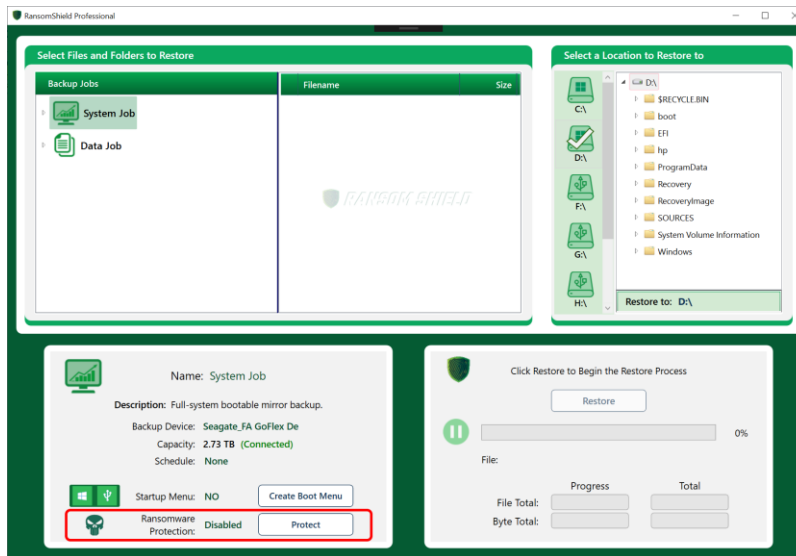 RansomShield Professional
Select Files and Folders to Restore
Backup Jobs
Filename
Size
System Job
Data Job
RANSOM SHIELD
Select a Location to Restore to
C:\
D:\
F:\
G:\
H:\
D:\
$RECYCLE.BIN
boot
EFI
hp
ProgramData
Recovery
RecoveryImage
SOURCES
System Volume Information
Windows
Restore to: D:\
Name: System Job
Description: Full-system bootable mirror backup.
Backup Device: Seagate_FA GoFlex De
Capacity: 2.73 TB (Connected)
Schedule: None
Startup Menu: NO
Create Boot Menu
Ransomware
Protection:
Disabled
Protect
Click Restore to Begin the Restore Process
Restore
0%
File:
Progress
Total
File Total:
Byte Total: